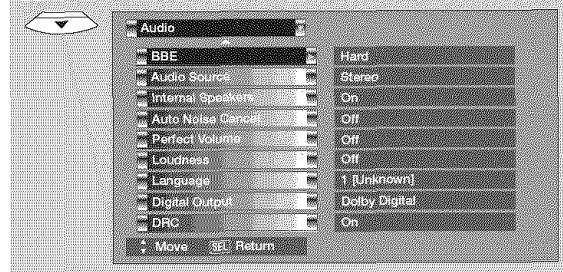 Audio
BBE Hard
Audio Source Stereo
Internal Speakers On
Auto Noise Cancel Off
Perfect Volume Off
Loudness Off
Language 1 [Unknown]
Digital Output Dolby Digital
DRC On
Move SEL Return